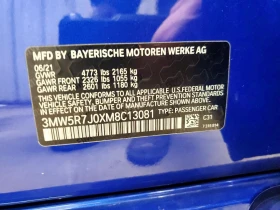 MFD BY BAYERISCHE MOTOREN WERKE AG
06/21
GVWR 4773 lbs 2165 kg
GAWR FRONT 2326 lbs 1055 kg
GAWR REAR 2601 lbs 1180 kg
THIS VEHICLE CONFORMS TO ALL APPLICABLE U.S. FEDERAL MOTOR
VEHICLE SAFETY, BUMPER, AND THEFT PREVENTION STANDARDS IN
EFFECT ON THE DATE OF MANUFACTURE SHOWN ABOVE.
3MW5R7J0XM8C13081
TYPE: PASSENGER CAR
C31